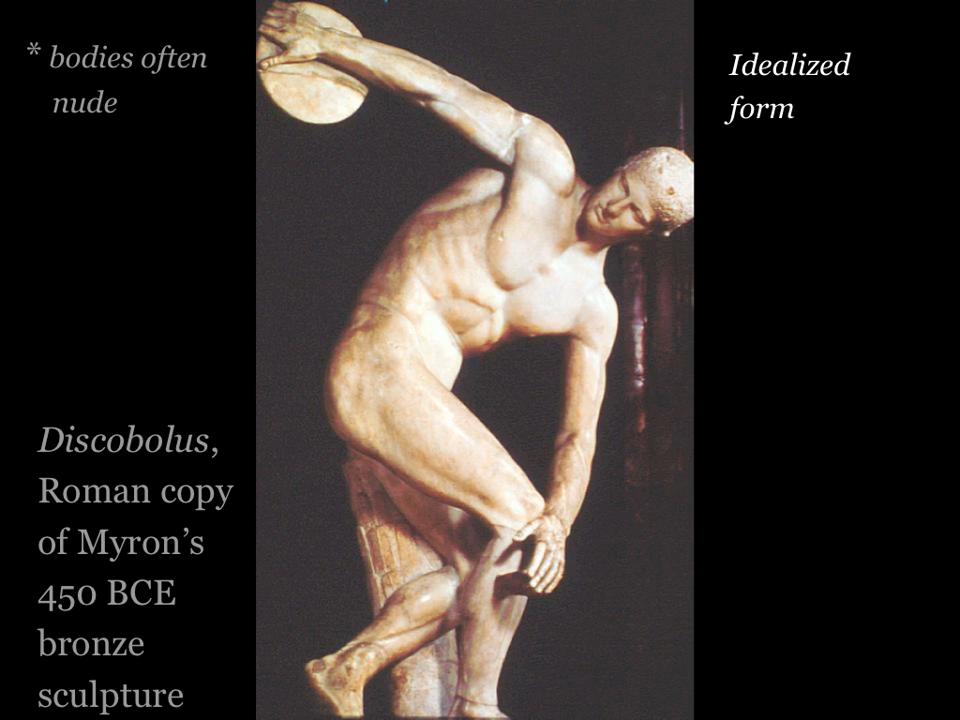 * bodies often
nude
Idealized
form
Discobolus,
Roman copy
of Myron’s
450 BCE
bronze
sculpture